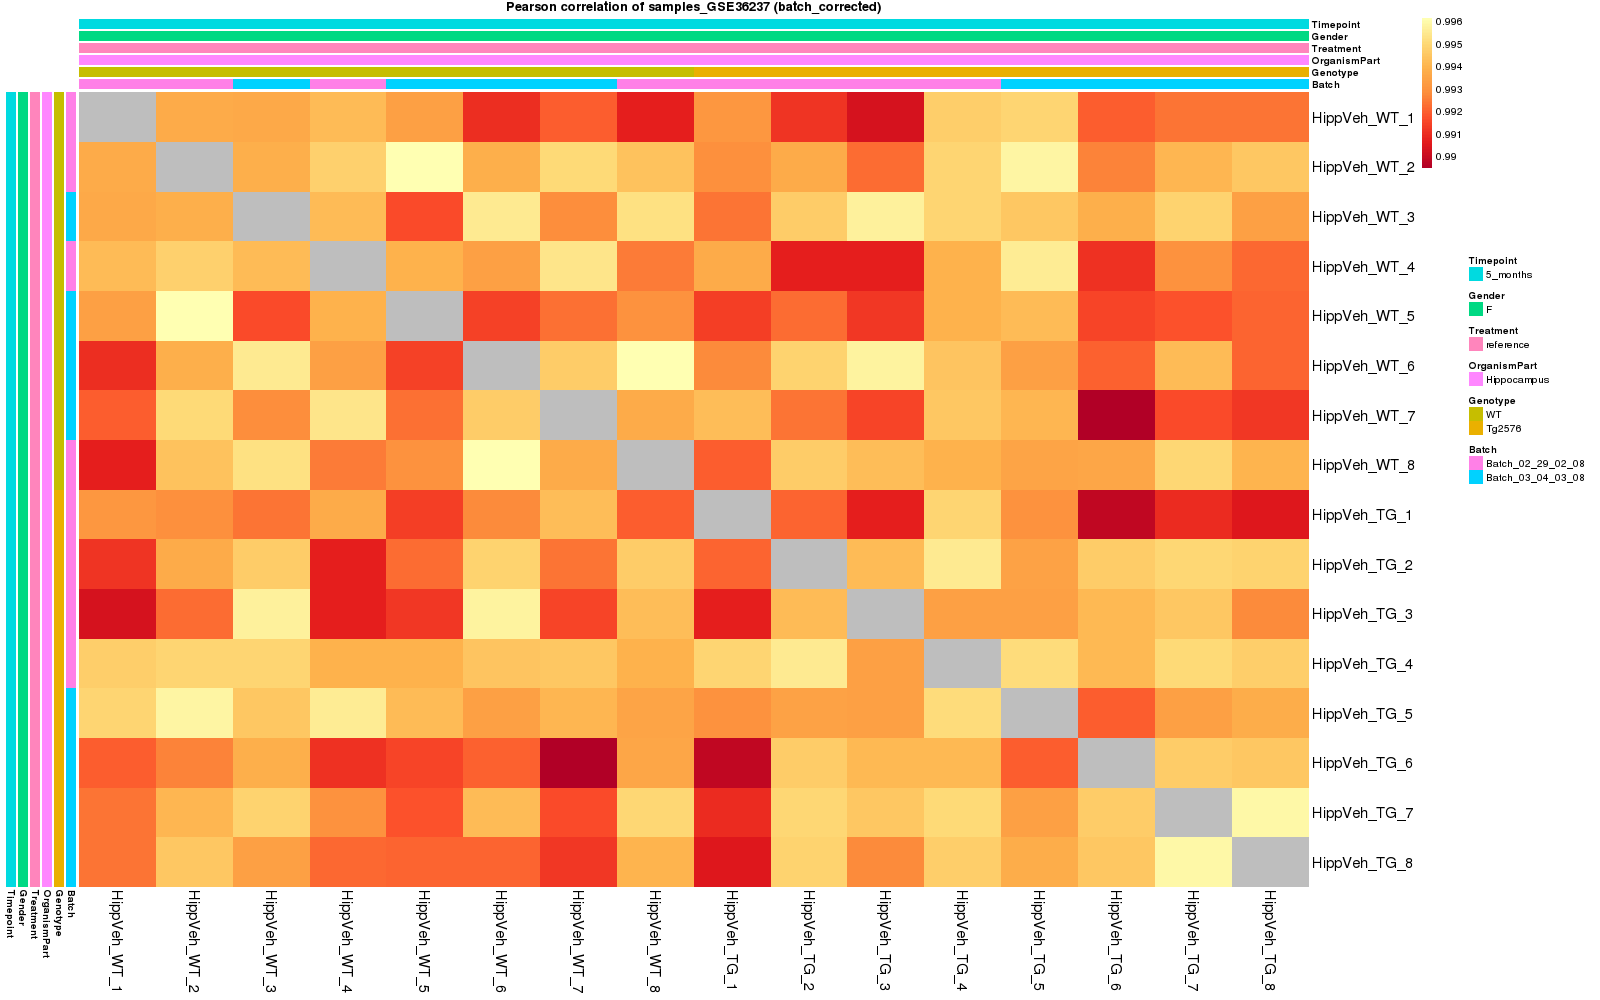 Pearson correlation of samples_GSE36237 (batch_corrected)
Timepoint
Gender
Treatment
OrganismPart
Genotype
Batch
0.996
0.995
0.994
0.993
0.992
0.991
0.99
HippVeh_WT_1
HippVeh_WT_2
HippVeh_WT_3
HippVeh_WT_4
HippVeh_WT_5
HippVeh_WT_6
HippVeh_WT_7
HippVeh_WT_8
HippVeh_TG_1
HippVeh_TG_2
HippVeh_TG_3
HippVeh_TG_4
HippVeh_TG_5
HippVeh_TG_6
HippVeh_TG_7
HippVeh_TG_8
Timepoint
5_months
Gender
F
Treatment
reference
OrganismPart
Hippocampus
Genotype
WT
Tg2576
Batch
Batch_02_29_02_08
Batch_03_04_03_08
Timepoint
Gender
Treatment
OrganismPart
Genotype
Batch
HippVeh_WT_1
HippVeh_WT_2
HippVeh_WT_3
HippVeh_WT_4
HippVeh_WT_5
HippVeh_WT_6
HippVeh_WT_7
HippVeh_WT_8
HippVeh_TG_1
HippVeh_TG_2
HippVeh_TG_3
HippVeh_TG_4
HippVeh_TG_5
HippVeh_TG_6
HippVeh_TG_7
HippVeh_TG_8